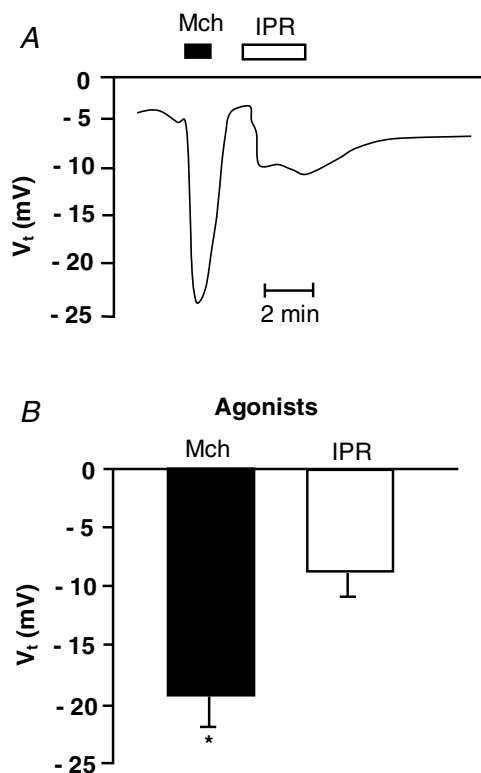 A
Mch IPR
0
- 5
- 10
- 15
- 20
- 25
Vt (mV)
2 min
B
Agonists
Mch IPR
0
- 5
- 10
- 15
- 20
- 25
Vt (mV)
*